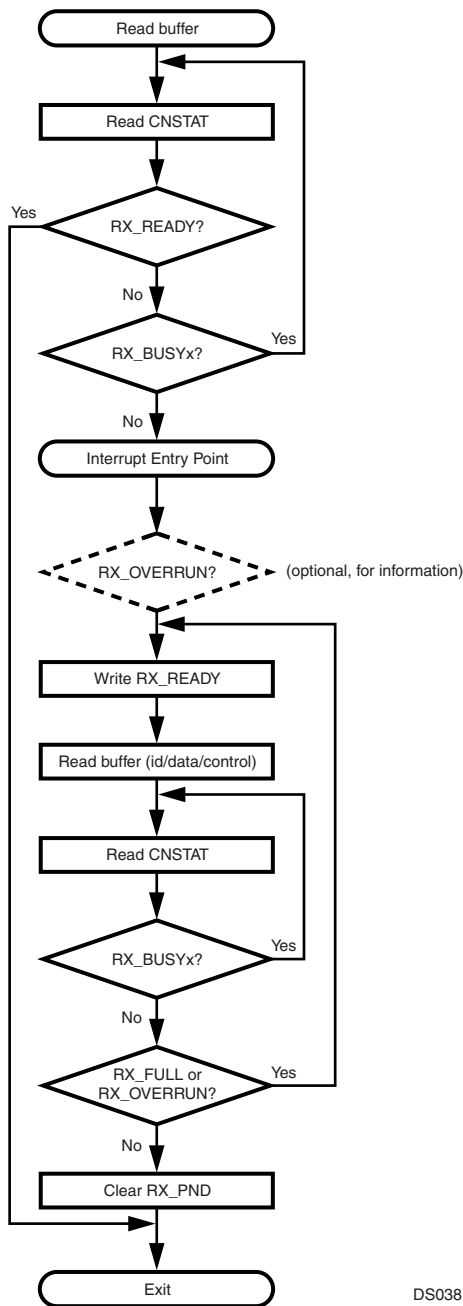 Read buffer
Read CNSTAT
Yes
RX_READY?
No
RX_BUSYx?
Yes
No
Interrupt Entry Point
RX_OVERRUN?
(optional, for information)
Write RX_READY
Read buffer (id/data/control)
Read CNSTAT
RX_BUSYx?
Yes
No
RX_FULL or
RX_OVERRUN?
Yes
No
Clear RX_PND
Exit
DS038